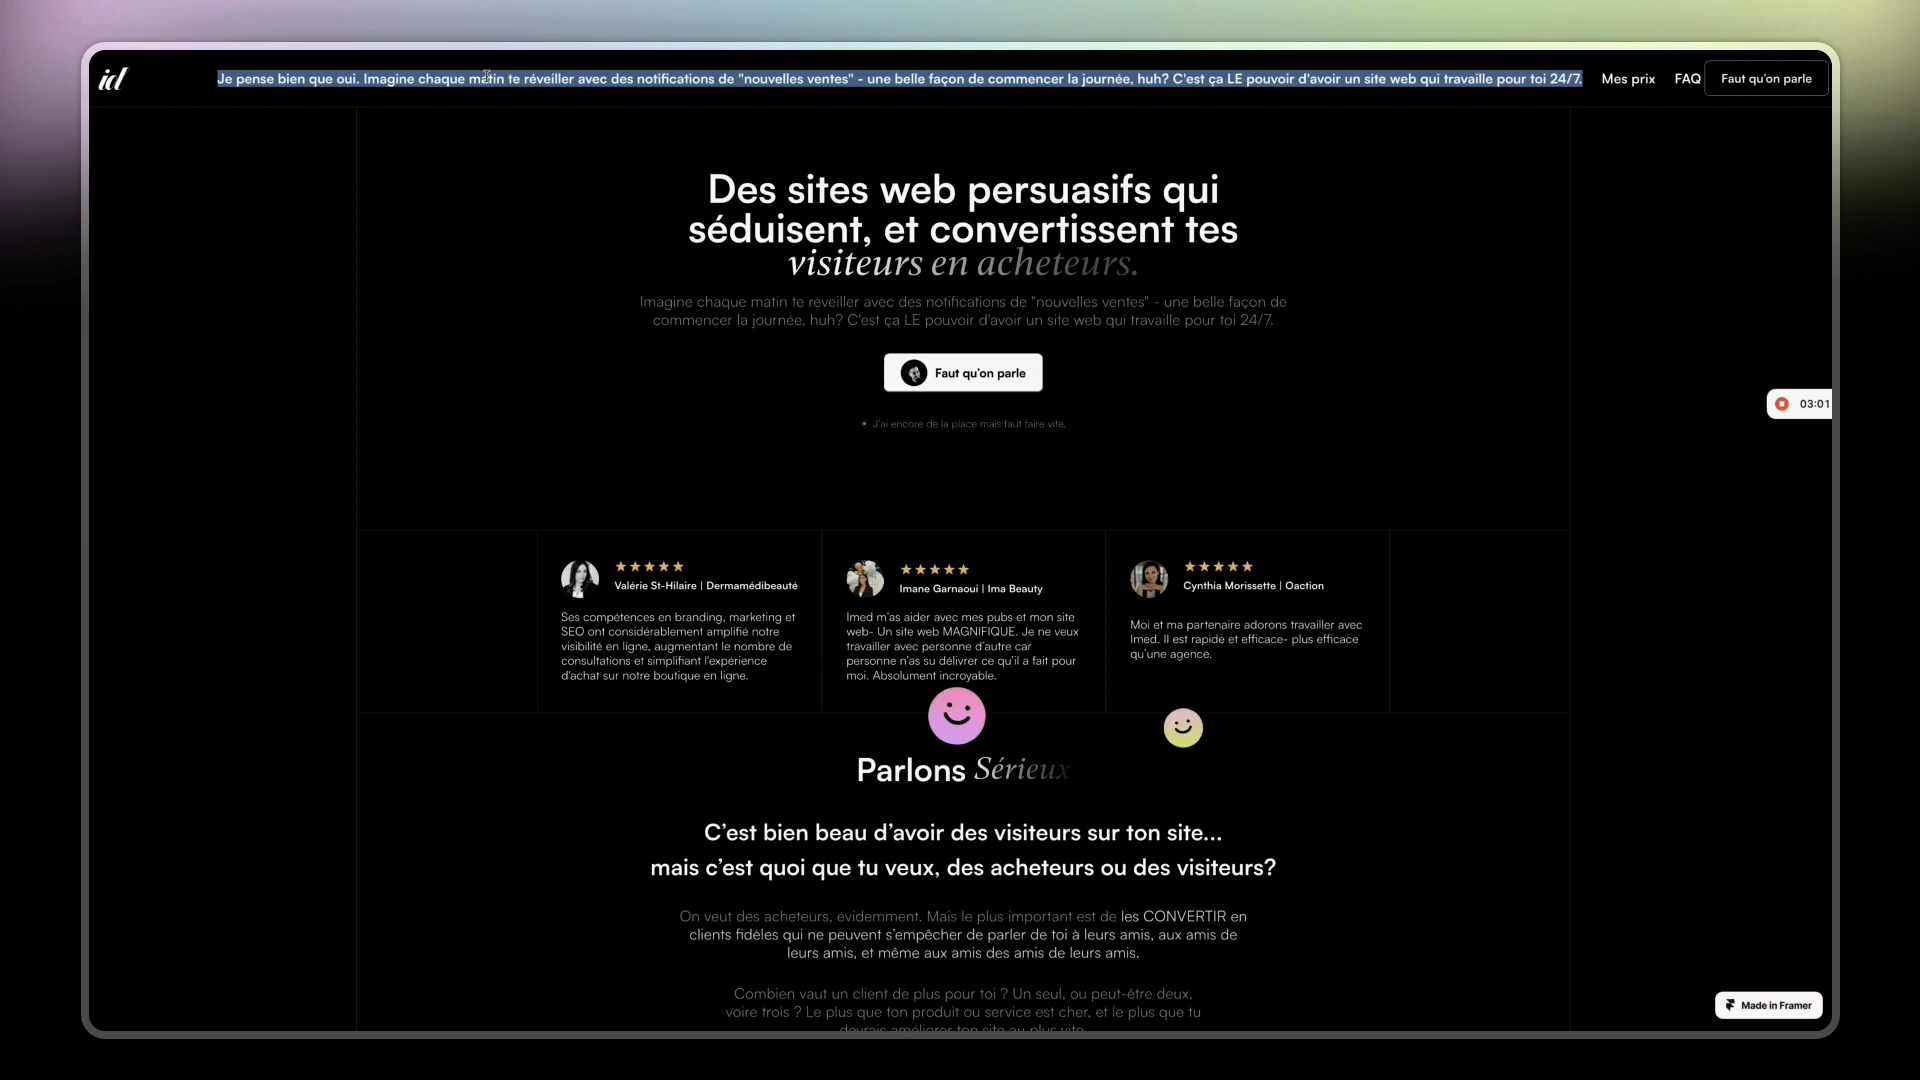 id
Je pense bien que oui. Imagine chaque matin te réveiller avec des notifications de "nouvelles ventes" - une belle façon de commencer la journée, huh? C'est ça LE pouvoir d'avoir un site web qui travaille pour toi 24/7.
Mes prix
FAQ
Faut qu'on parle
Des sites web persuasifs qui
séduisent, et convertissent tes
visiteurs en acheteurs.
Imagine chaque matin te réveiller avec des notifications de "nouvelles ventes" - une belle façon de
commencer la journée, huh? C'est ça LE pouvoir d'avoir un site web qui travaille pour toi 24/7.
Faut qu'on parle
J'ai encore de la place mais faut faire vite.
03:01
Valérie St-Hilaire | Dermamédibeauté
Ses compétences en branding, marketing et
SEO ont considérablement amplifié notre
visibilité en ligne, augmentant le nombre de
consultations et simplifiant l'expérience
d'achat sur notre boutique en ligne.
Imane Garnaoui | Ima Beauty
Imed m'as aider avec mes pubs et mon site
web- Un site web MAGNIFIQUE. Je ne veux
travailler avec personne d'autre car
personne n'as su délivrer ce qu'il a fait pour
moi. Absolument incroyable.
Cynthia Morissette | Oaction
Moi et ma partenaire adorons travailler avec
Imed. Il est rapide et efficace- plus efficace
qu'une agence.
Parlons Sérieux
C'est bien beau d'avoir des visiteurs sur ton site...
mais c'est quoi que tu veux, des acheteurs ou des visiteurs?
On veut des acheteurs, évidemment. Mais le plus important est de les CONVERTIR en
clients fidèles qui ne peuvent s'empêcher de parler de toi à leurs amis, aux amis de
leurs amis, et même aux amis des amis de leurs amis.
Combien vaut un client de plus pour toi ? Un seul, ou peut-être deux,
voire trois ? Le plus que ton produit ou service est cher, et le plus que tu
devrais améliorer ton site au plus vite.
Made in Framer